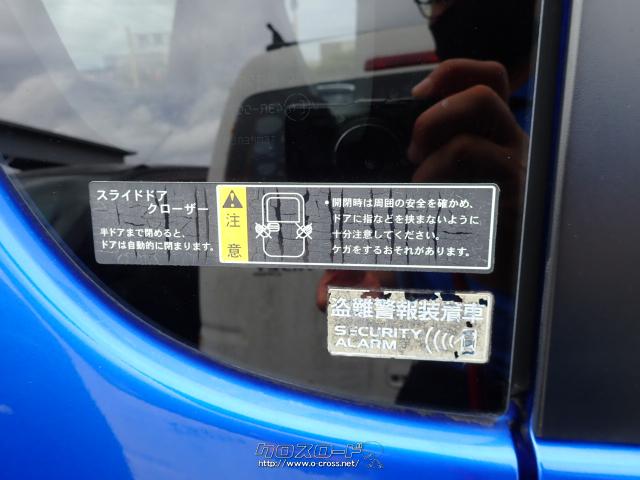 スライドドア
クローザー
半ドアまで閉めると、
ドアは自動的に閉まります。
注意
・開閉時は周囲の安全を確かめ、
ドアに指などを挟まないように
十分注意してください。
ケガをするおそれがあります。
盗難警報装着車
SECURITY
ALARM
クロスロード
http://www.o-cross.net/